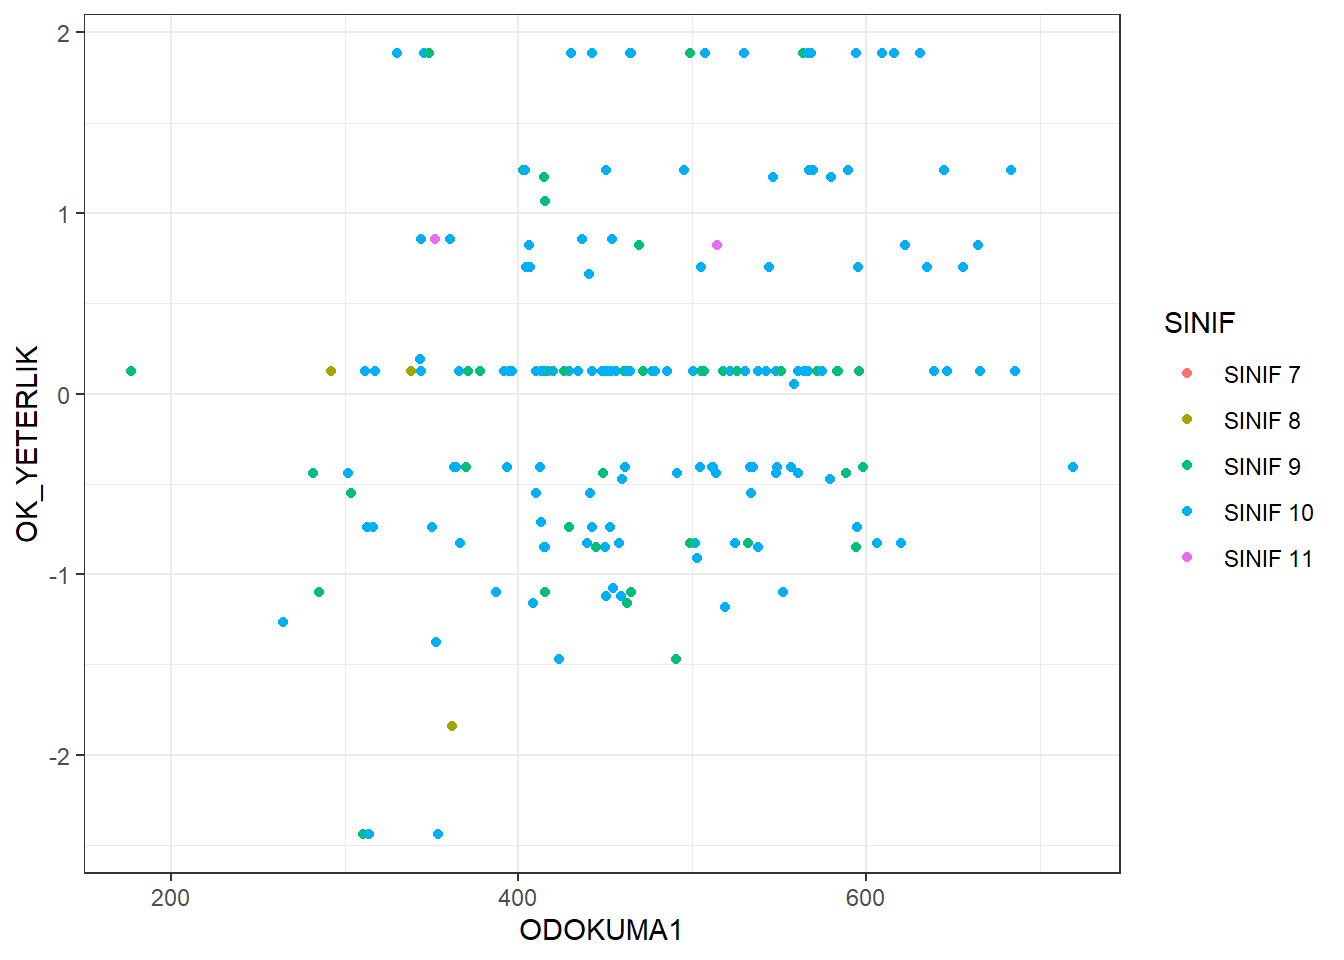 2
1
0
-1
-2
OK_YETERLIK
200
400
600
ODOKUMA1
SINIF
SINIF 7
SINIF 8
SINIF 9
SINIF 10
SINIF 11